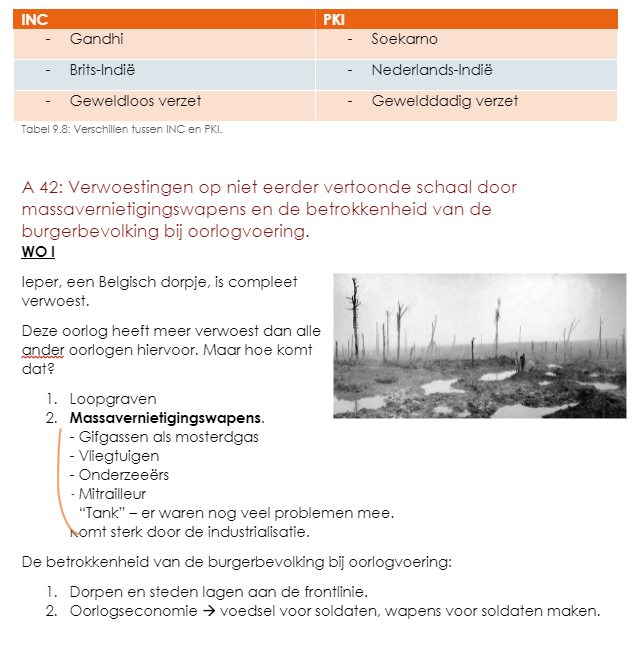 INC PKI
- Gandhi - Soekarno
- Brits-Indië - Nederlands-Indië
- Geweldloos verzet - Gewelddadig verzet
Tabel 9.8: Verschillen tussen INC en PKI.
A 42: Verwoestingen op niet eerder vertoonde schaal door
massavernietigingswapens en de betrokkenheid van de
burgerbevolking bij oorlogvoering.
WO I
Ieper, een Belgisch dorpje, is compleet
verwoest.
Deze oorlog heeft meer verwoest dan alle
ander oorlogen hiervoor. Maar hoe komt
dat?
1. Loopgraven
2. Massavernietigingswapens.
- Gifgassen als mosterdgas
- Vliegtuigen
- Onderzeeërs
- Mitrailleur
“Tank” – er waren nog veel problemen mee.
Komt sterk door de industrialisatie.
De betrokkenheid van de burgerbevolking bij oorlogvoering:
1. Dorpen en steden lagen aan de frontlinie.
2. Oorlogseconomie → voedsel voor soldaten, wapens voor soldaten maken.